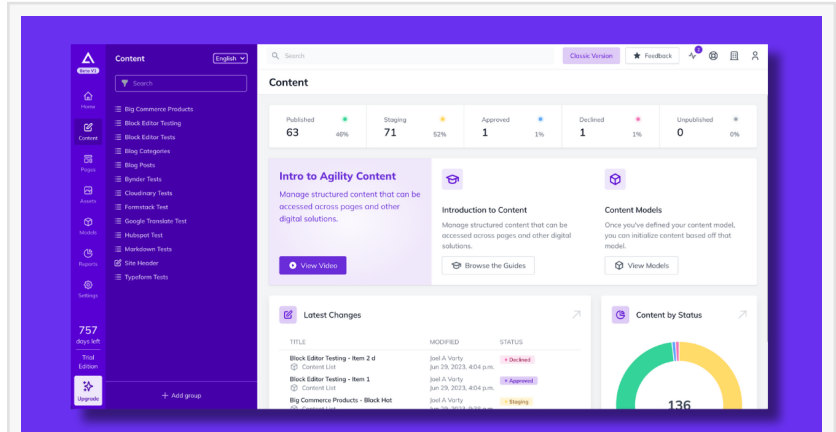 Beta V1
Home
Content
Pages
Assets
Models
Reports
Settings
757
days left
Trial
Edition
Upgrade
Content
English
Search
Big Commerce Products
Block Editor Testing
Block Editor Tests
Blog Categories
Blog Posts
Bynder Tests
Cloudinary Tests
Formstack Test
Google Translate Test
Hubspot Test
Markdown Tests
Site Header
Typeform Tests
+ Add group
Search
Classic Version
Feedback
Content
Published
63
46%
Staging
71
52%
Approved
1
1%
Declined
1
1%
Unpublished
0
0%
Intro to Agility Content
Manage structured content that can be
accessed across pages and other
digital solutions.
View Video
Introduction to Content
Manage structured content that can be
accessed across pages and other digital
solutions.
Browse the Guides
Content Models
Once you've defined your content model,
you can initialize content based off that
model.
View Models
Latest Changes
TITLE MODIFIED STATUS
Block Editor Testing - Item 2 d Joel A Varty Declined
Content List Jun 29, 2023, 4:04 p.m.
Block Editor Testing - Item 1 Joel A Varty Approved
Content List Jun 29, 2023, 4:04 p.m.
Big Commerce Products - Black Hat Joel A Varty Staging
Content by Status
136